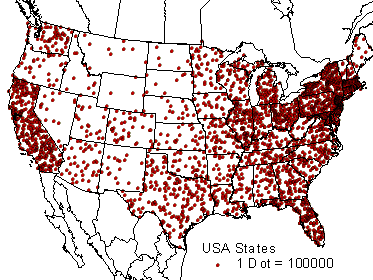 USA States
1 Dot = 100000